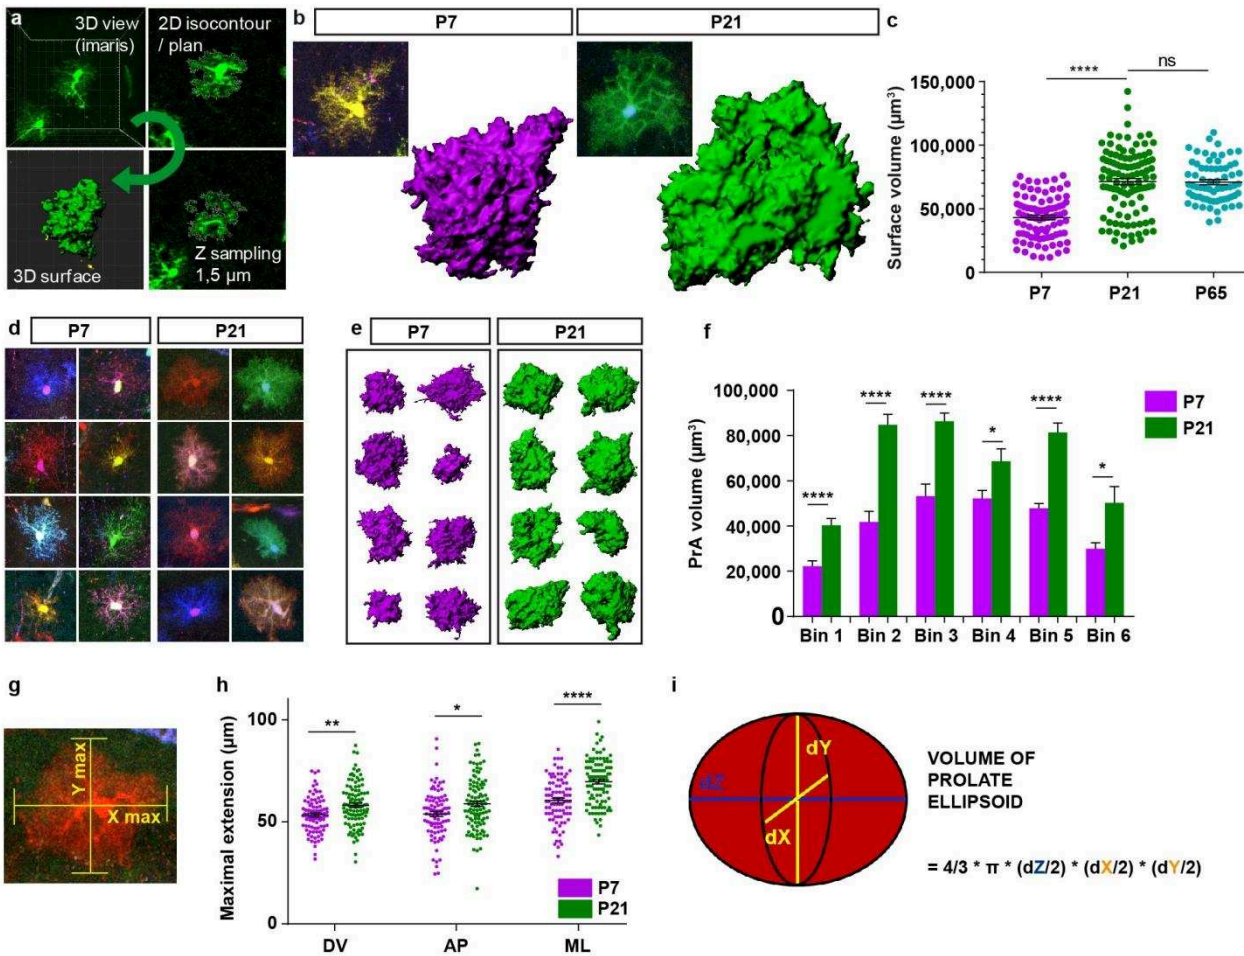 a
3D view
(imaris)
2D isocontour
/ plan
3D surface
Z sampling
1,5 µm
b
P7
P21
c
Surface volume (µm³)
150,000
100,000
50,000
0
****
ns
P7
P21
P65
d
P7
P21
e
P7
P21
f
PrA volume (µm³)
100,000
80,000
60,000
40,000
20,000
0
****
****
****
*
****
*
Bin 1
Bin 2
Bin 3
Bin 4
Bin 5
Bin 6
P7
P21
g
Y max
X max
h
Maximal extension (µm)
100
50
0
**
*
****
P7
P21
DV
AP
ML
i
dY
dZ
dX
VOLUME OF
PROLATE
ELLIPSOID
= 4/3 * π * (dZ/2) * (dX/2) * (dY/2)